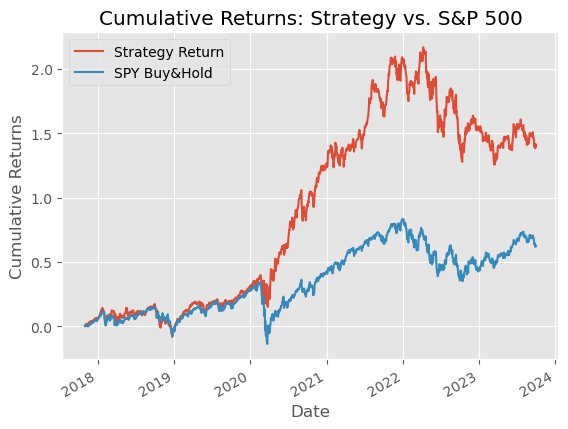 Cumulative Returns: Strategy vs. S&P 500
Strategy Return
SPY Buy&Hold
Cumulative Returns
2.0
1.5
1.0
0.5
0.0
2018
2019
2020
2021
2022
2023
2024
Date